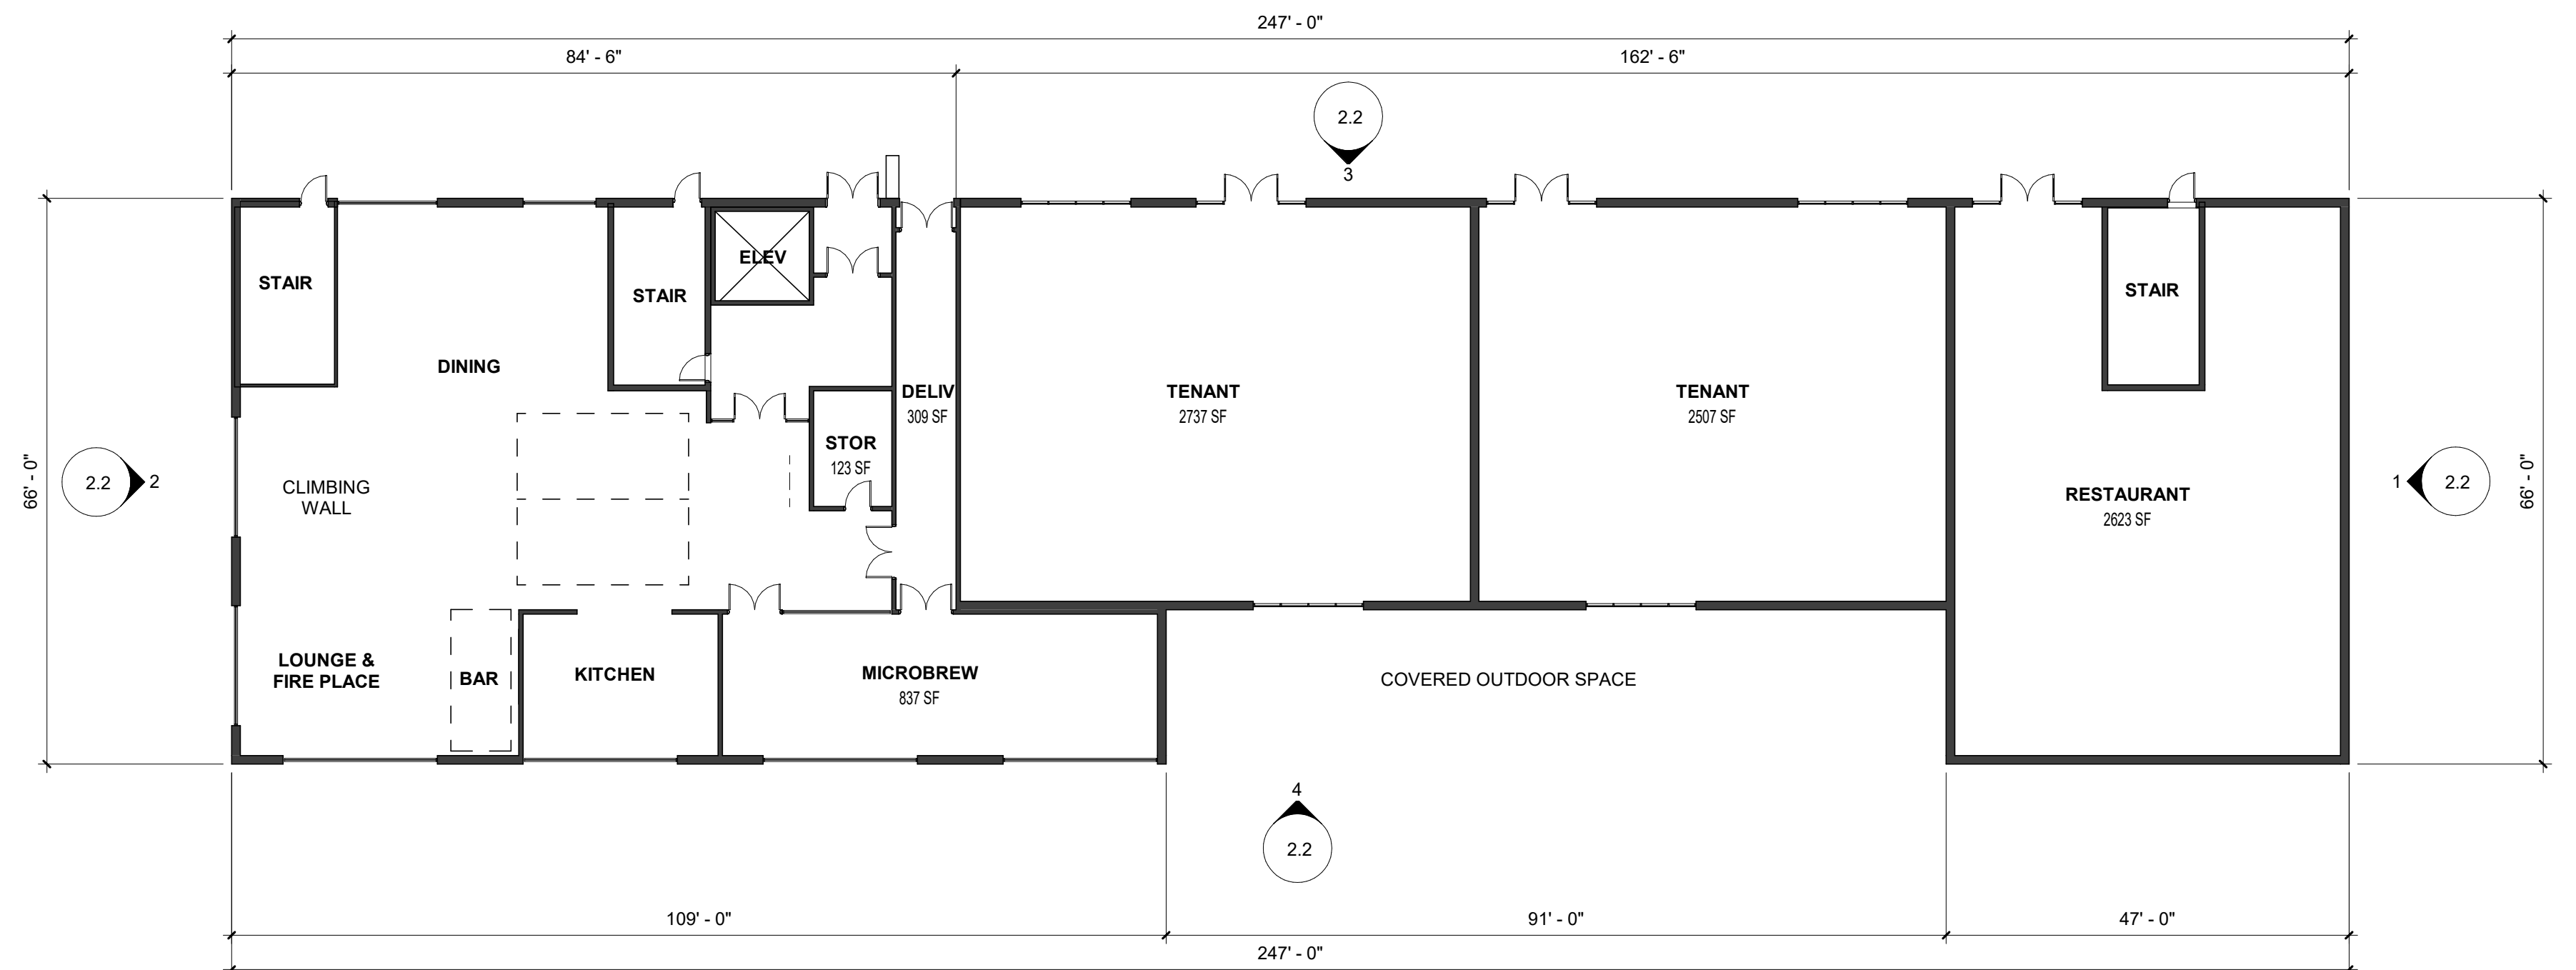 247' - 0"
84' - 6"
162' - 6"
2.2
3
STAIR
ELEV
STAIR
STAIR
DINING
DELIV
309 SF
TENANT
2737 SF
TENANT
2507 SF
STOR
123 SF
66' - 0"
2.2
2
CLIMBING
WALL
RESTAURANT
2623 SF
1
2.2
66' - 0"
LOUNGE &
FIRE PLACE
BAR
KITCHEN
MICROBREW
837 SF
COVERED OUTDOOR SPACE
4
2.2
109' - 0"
91' - 0"
47' - 0"
247' - 0"